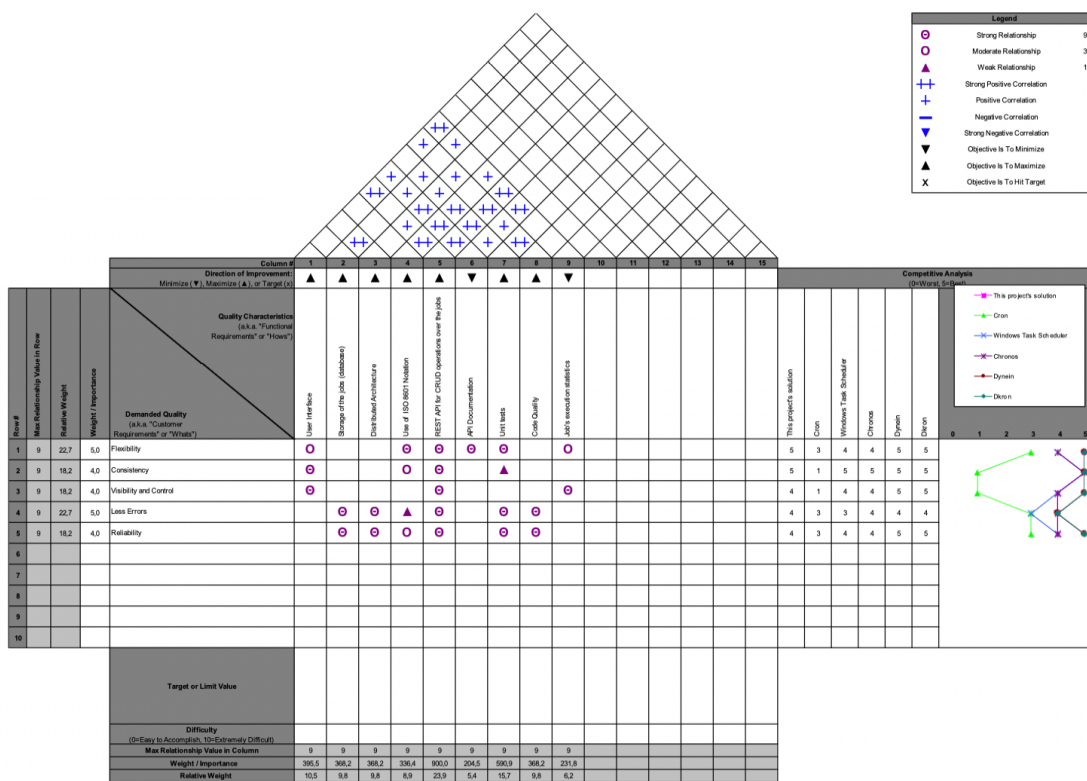 Legend
Strong Relationship 9
Moderate Relationship 3
Weak Relationship 1
Strong Positive Correlation
Positive Correlation
Negative Correlation
Strong Negative Correlation
Objective Is To Minimize
Objective Is To Maximize
X Objective Is To Hit Target
Column # 1 2 3 4 5 6 7 8 9 10 11 12 13 14 15
Direction of Improvement:
Minimize (▼), Maximize (▲), or Target (x)
Competitive Analysis
(0=Worst, 5=Best)
Row #
Max Relationship Value in Row
Relative Weight
Weight / Importance
Quality Characteristics
(a.k.a. "Functional
Requirements" or "Hows")
Demanded Quality
(a.k.a. "Customer
Requirements" or "Whats")
User Interface
Storage of the jobs (database)
Distributed Architecture
Use of ISO 8601 Notation
REST API for CRUD operations over the jobs
API Documentation
Unit tests
Code Quality
Job's execution statistics
This project's solution
Cron
Windows Task Scheduler
Chronos
Dynein
Dkron
This project's solution
Cron
Windows Task Scheduler
Chronos
Dynein
Dkron
0 1 2 3 4 5
1 9 22,7 5,0 Flexibility 5 3 4 4 5 5
2 9 18,2 4,0 Consistency 5 1 5 5 5 5
3 9 18,2 4,0 Visibility and Control 4 1 4 4 5 5
4 9 22,7 5,0 Less Errors 4 3 3 4 4 4
5 9 18,2 4,0 Reliability 4 3 4 4 5 5
6
7
8
9
10
Target or Limit Value
Difficulty
(0=Easy to Accomplish, 10=Extremely Difficult)
Max Relationship Value in Column 9 9 9 9 9 9 9 9 9
Weight / Importance 395,5 368,2 368,2 336,4 900,0 204,5 590,9 368,2 231,8
Relative Weight 10,5 9,8 9,8 8,9 23,9 5,4 15,7 9,8 6,2